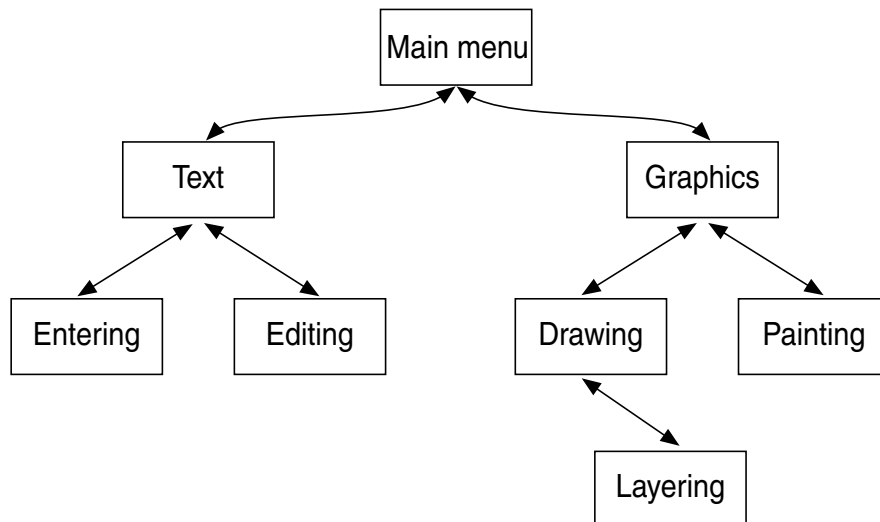 Main menu
Text
Graphics
Entering
Editing
Drawing
Painting
Layering